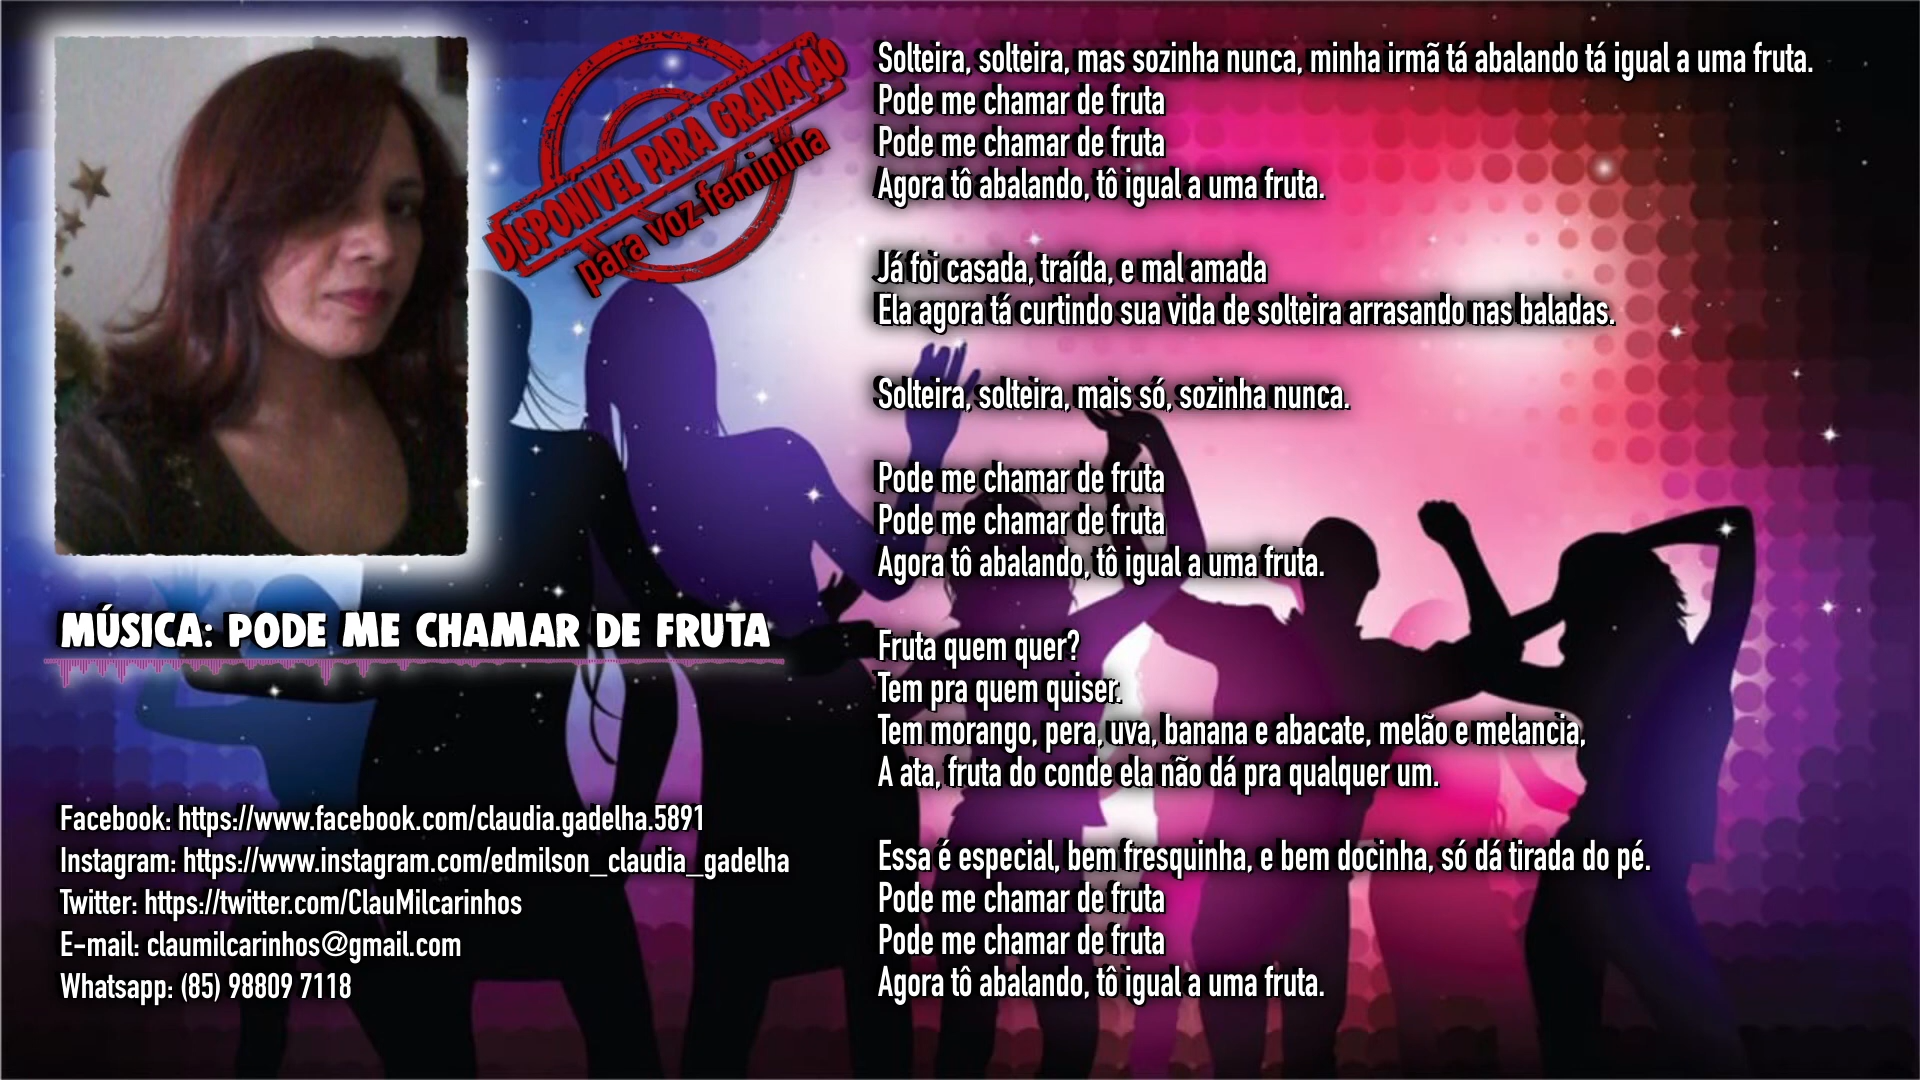 DISPONÍVEL PARA GRAVAÇÃO
para voz feminina
MÚSICA: PODE ME CHAMAR DE FRUTA
Facebook: https://www.facebook.com/claudia.gadelha.5891
Instagram: https://www.instagram.com/edmilson_claudia_gadelha
Twitter: https://twitter.com/ClauMilcarinhos
E-mail: claumilcarinhos@gmail.com
Whatsapp: (85) 98809 7118
Solteira, solteira, mas sozinha nunca, minha irmã tá abalando tá igual a uma fruta.
Pode me chamar de fruta
Pode me chamar de fruta
Agora tô abalando, tô igual a uma fruta.
Já foi casada, traída, e mal amada
Ela agora tá curtindo sua vida de solteira arrasando nas baladas.
Solteira, solteira, mais só, sozinha nunca.
Pode me chamar de fruta
Pode me chamar de fruta
Agora tô abalando, tô igual a uma fruta.
Fruta quem quer?
Tem pra quem quiser.
Tem morango, pera, uva, banana e abacate, melão e melancia,
A ata, fruta do conde ela não dá pra qualquer um.
Essa é especial, bem fresquinha, e bem docinha, só dá tirada do pé.
Pode me chamar de fruta
Pode me chamar de fruta
Agora tô abalando, tô igual a uma fruta.